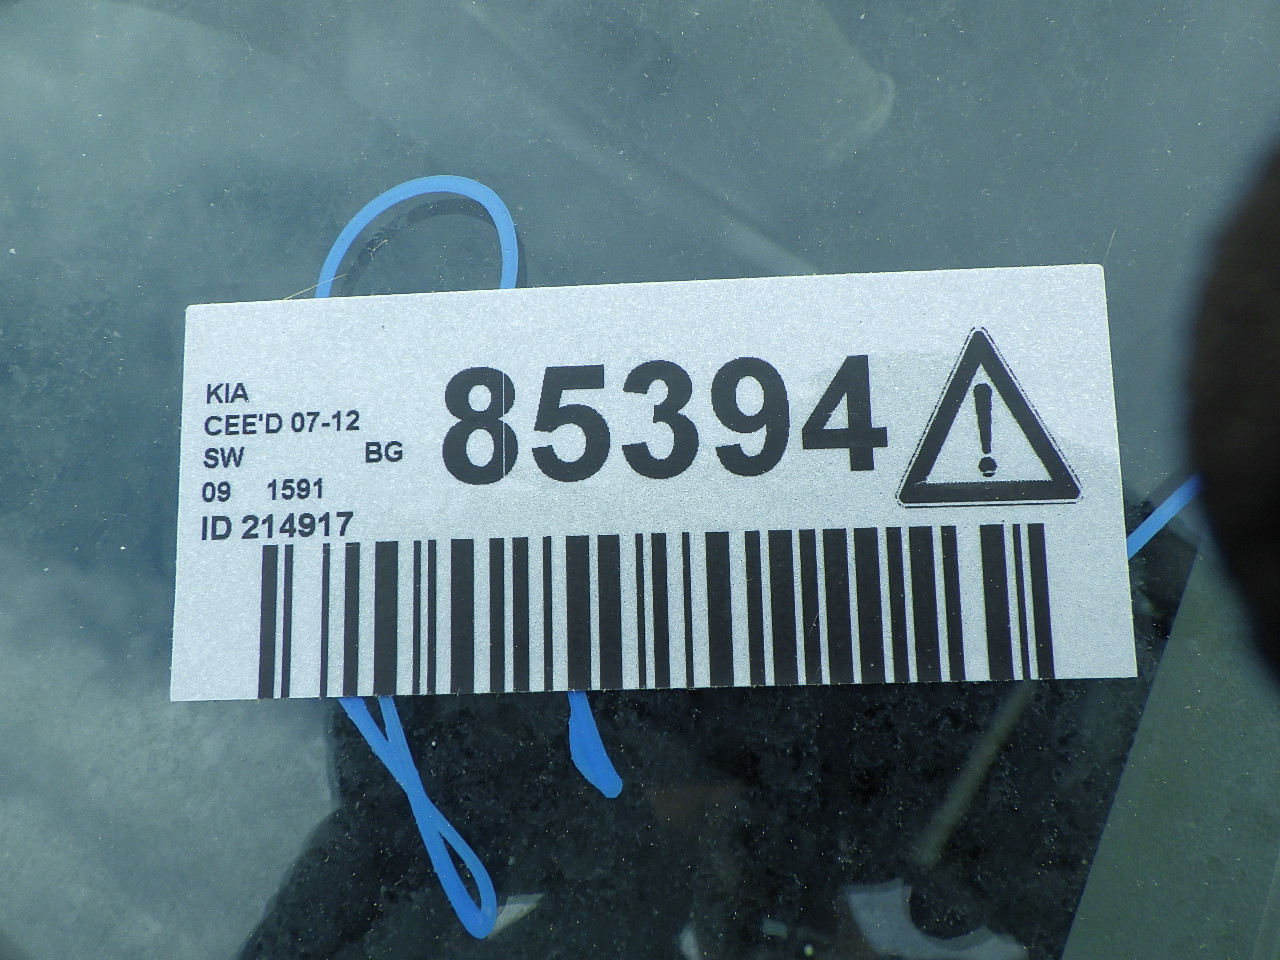 KIA
CEE'D 07-12
SW BG
09 1591
ID 214917
85394